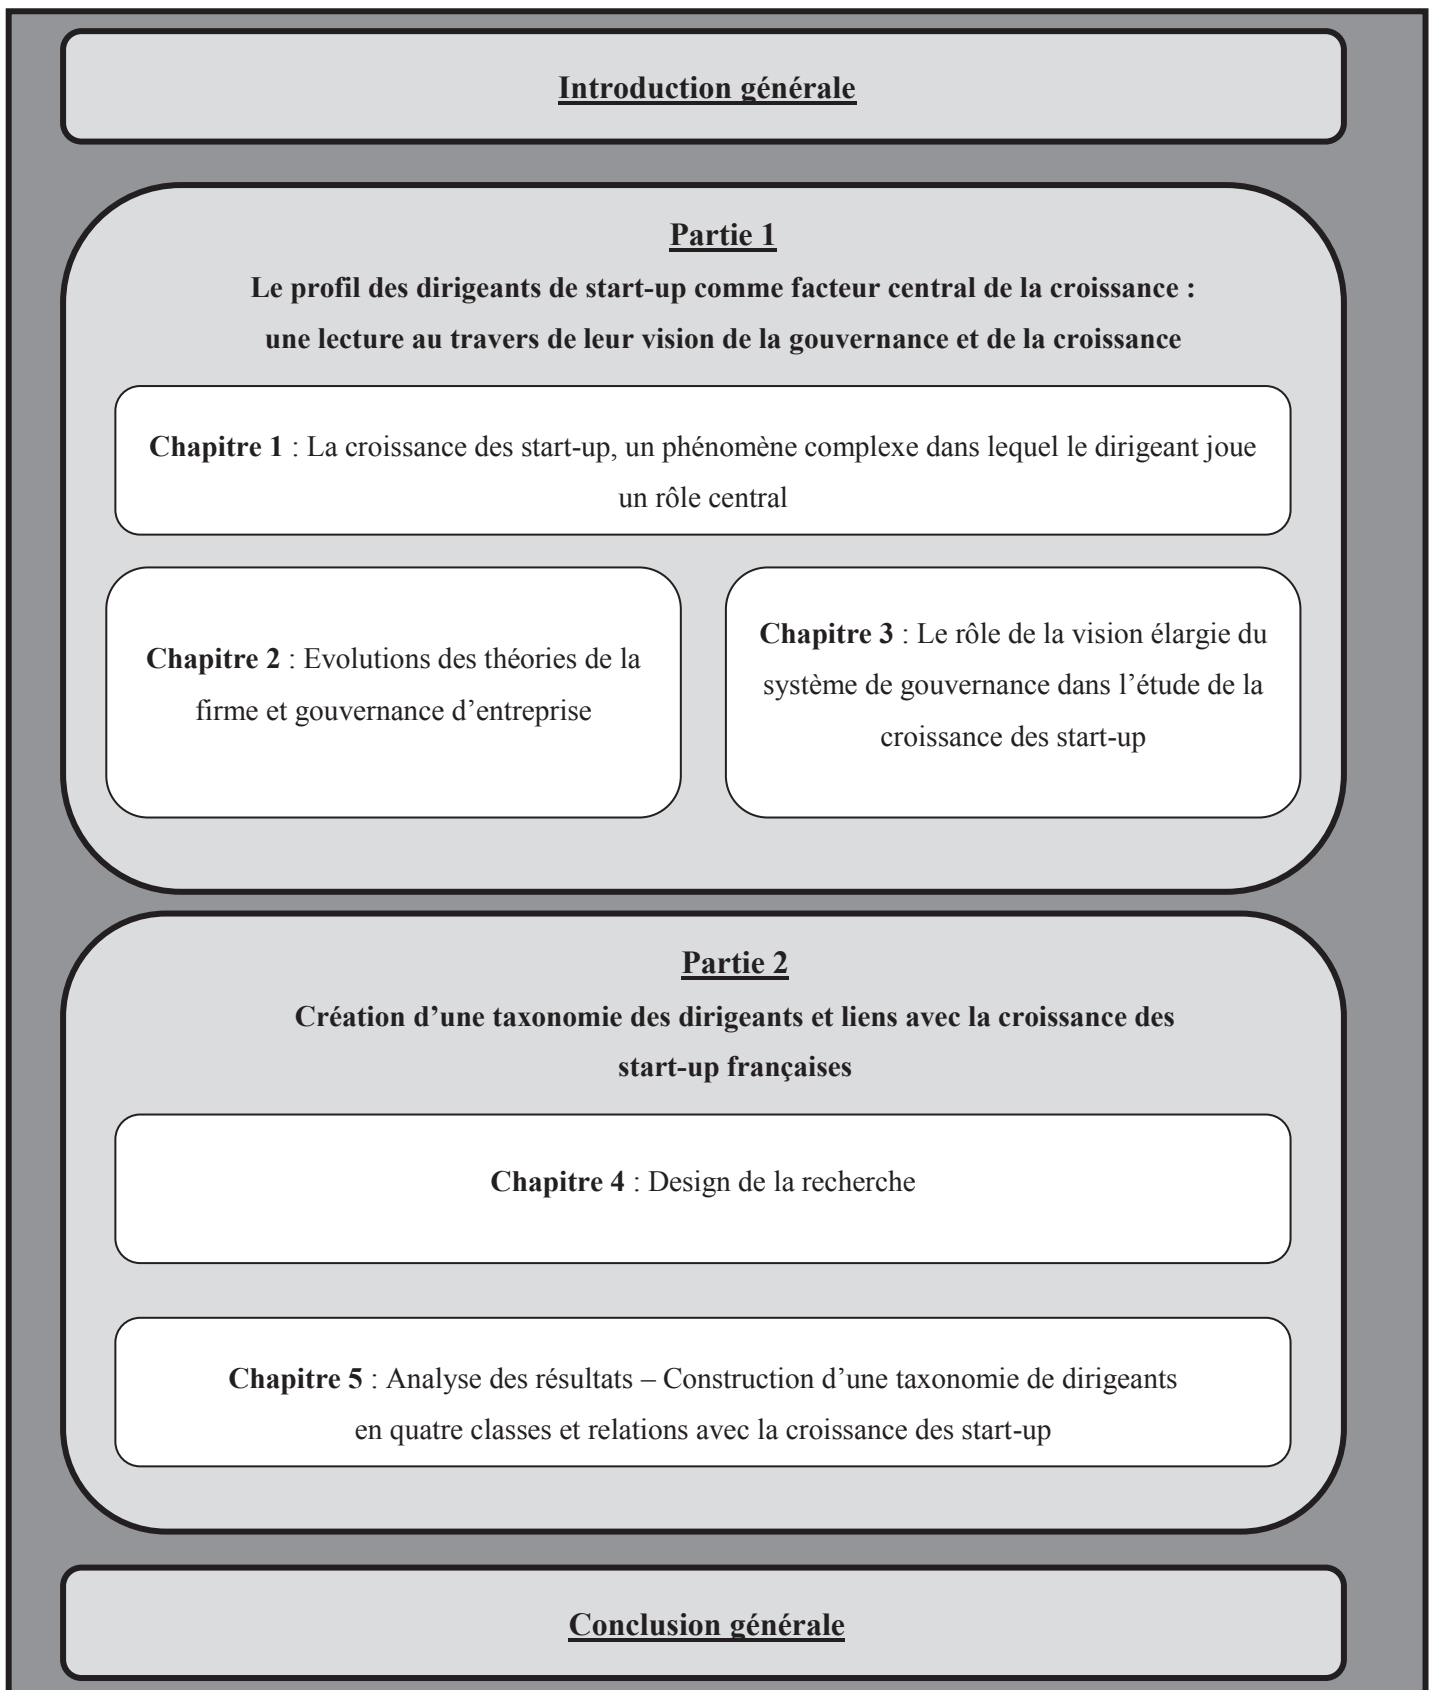 Introduction générale
Partie 1
Le profil des dirigeants de start-up comme facteur central de la croissance :
une lecture au travers de leur vision de la gouvernance et de la croissance
Chapitre 1 : La croissance des start-up, un phénomène complexe dans lequel le dirigeant joue
un rôle central
Chapitre 2 : Evolutions des théories de la
firme et gouvernance d’entreprise
Chapitre 3 : Le rôle de la vision élargie du
système de gouvernance dans l’étude de la
croissance des start-up
Partie 2
Création d’une taxonomie des dirigeants et liens avec la croissance des
start-up françaises
Chapitre 4 : Design de la recherche
Chapitre 5 : Analyse des résultats – Construction d’une taxonomie de dirigeants
en quatre classes et relations avec la croissance des start-up
Conclusion générale